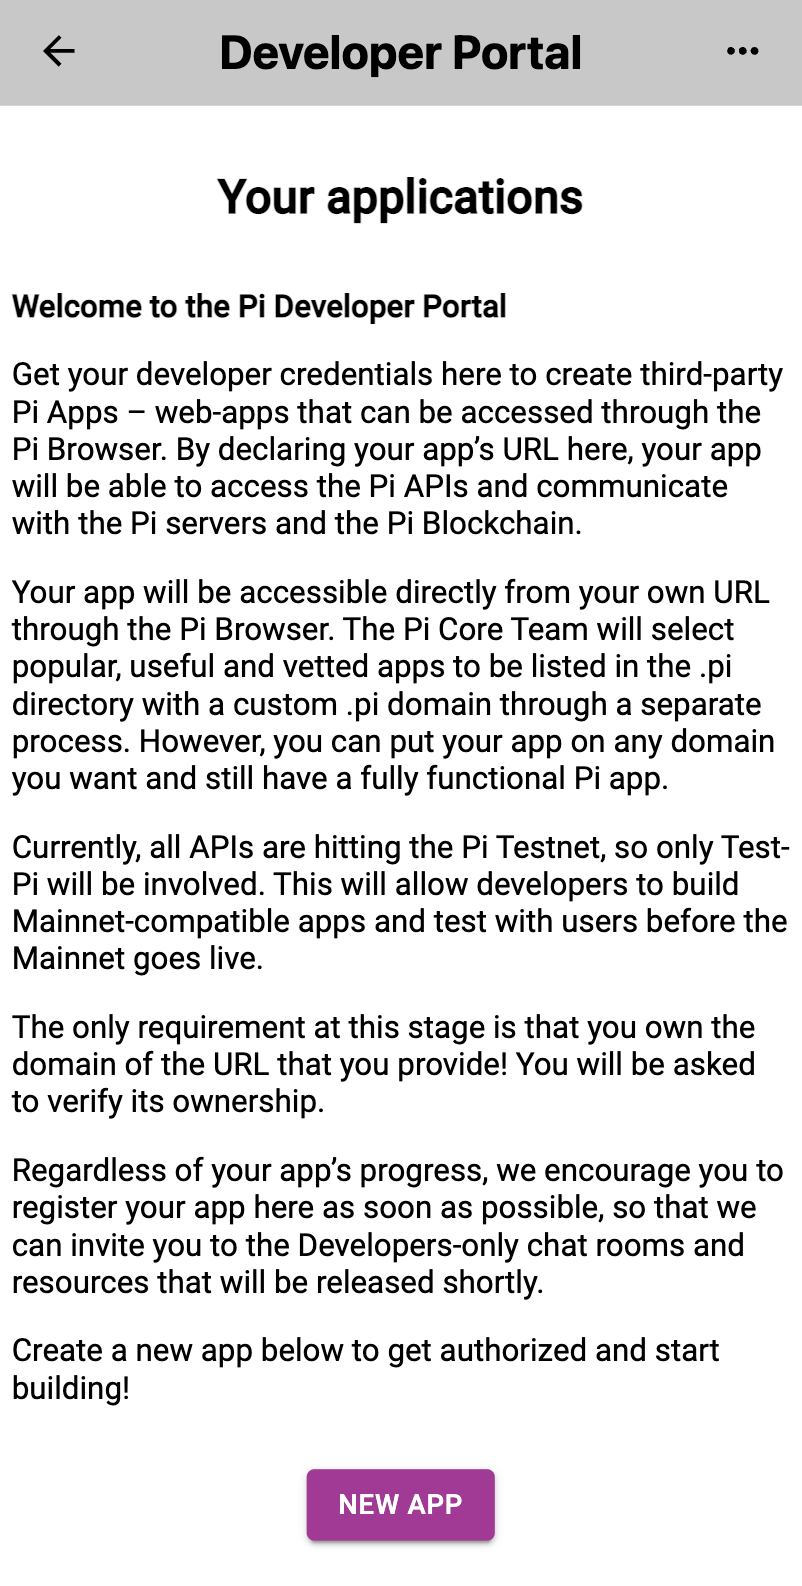 Developer Portal
Your applications
Welcome to the Pi Developer Portal
Get your developer credentials here to create third-party
Pi Apps – web-apps that can be accessed through the
Pi Browser. By declaring your app’s URL here, your app
will be able to access the Pi APIs and communicate
with the Pi servers and the Pi Blockchain.
Your app will be accessible directly from your own URL
through the Pi Browser. The Pi Core Team will select
popular, useful and vetted apps to be listed in the .pi
directory with a custom .pi domain through a separate
process. However, you can put your app on any domain
you want and still have a fully functional Pi app.
Currently, all APIs are hitting the Pi Testnet, so only Test-
Pi will be involved. This will allow developers to build
Mainnet-compatible apps and test with users before the
Mainnet goes live.
The only requirement at this stage is that you own the
domain of the URL that you provide! You will be asked
to verify its ownership.
Regardless of your app’s progress, we encourage you to
register your app here as soon as possible, so that we
can invite you to the Developers-only chat rooms and
resources that will be released shortly.
Create a new app below to get authorized and start
building!
NEW APP